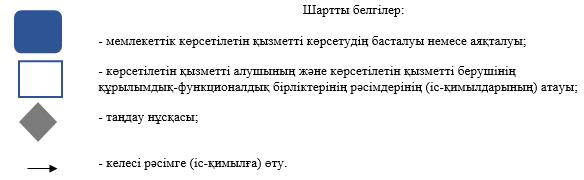 Шартты белгілер:
- мемлекеттік көрсетілетін қызметті көрсетудің басталуы немесе аяқталуы;
- көрсетілетін қызметті алушының және көрсетілетін қызметті берушінің
құрылымдық-функционалдық бірліктерінің рәсімдерінің (іс-қимылдарының) атауы;
- таңдау нұсқасы;
- келесі рәсімге (іс-қимылға) өту.